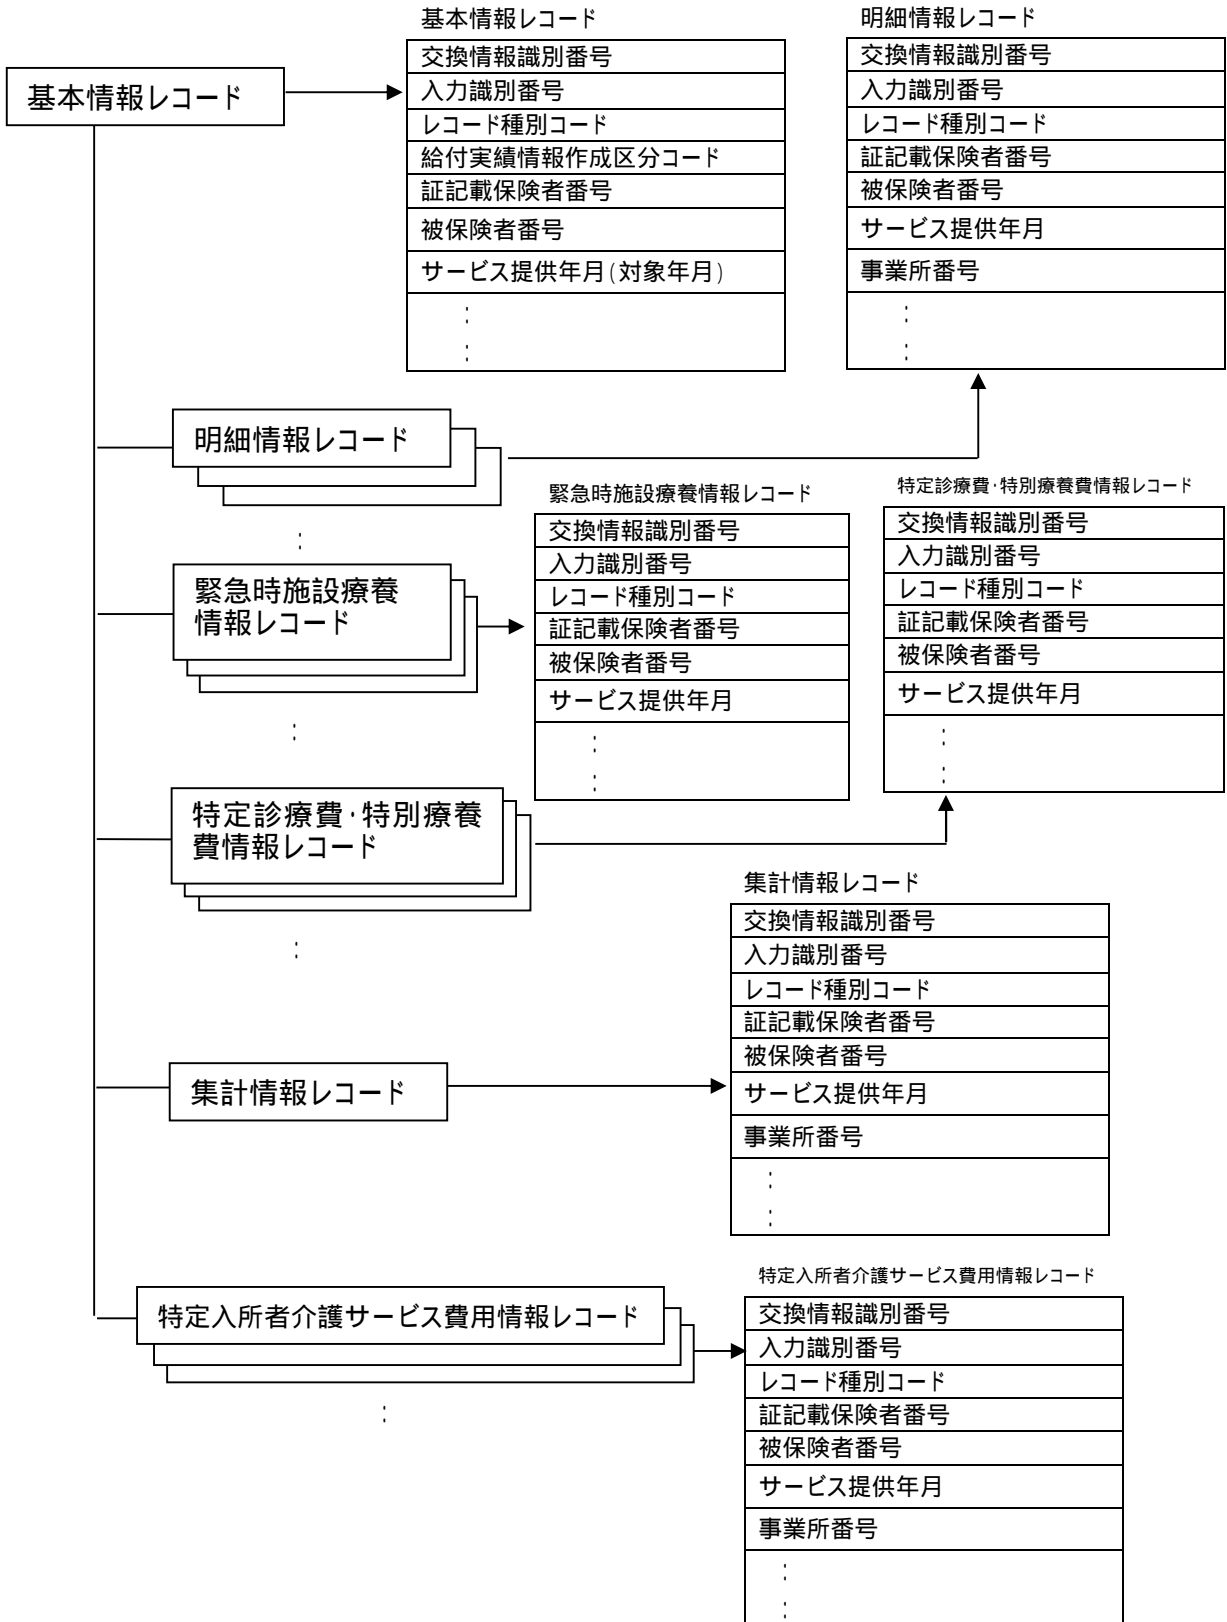 基本情報レコード
基本情報レコード
交換情報識別番号
入力識別番号
レコード種別コード
給付実績情報作成区分コード
証記載保険者番号
被保険者番号
サービス提供年月(対象年月)
:
:
明細情報レコード
交換情報識別番号
入力識別番号
レコード種別コード
証記載保険者番号
被保険者番号
サービス提供年月
事業所番号
:
:
明細情報レコード
:
緊急時施設療養
情報レコード
:
緊急時施設療養情報レコード
交換情報識別番号
入力識別番号
レコード種別コード
証記載保険者番号
被保険者番号
サービス提供年月
:
:
特定診療費・特別療養費情報レコード
交換情報識別番号
入力識別番号
レコード種別コード
証記載保険者番号
被保険者番号
サービス提供年月
:
:
特定診療費・特別療養
費情報レコード
:
集計情報レコード
集計情報レコード
交換情報識別番号
入力識別番号
レコード種別コード
証記載保険者番号
被保険者番号
サービス提供年月
事業所番号
:
:
特定入所者介護サービス費用情報レコード
:
特定入所者介護サービス費用情報レコード
交換情報識別番号
入力識別番号
レコード種別コード
証記載保険者番号
被保険者番号
サービス提供年月
事業所番号
:
: